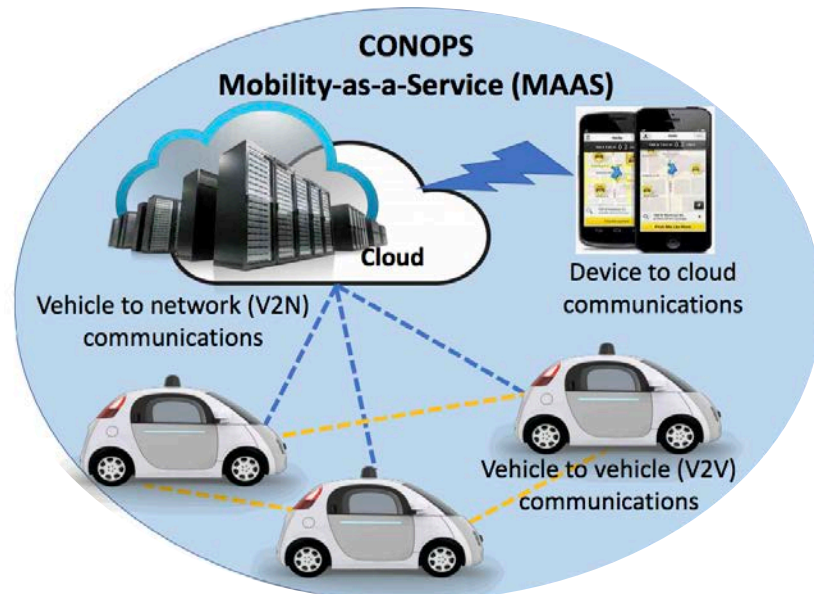 CONOPS
Mobility-as-a-Service (MAAS)
Cloud
Device to cloud
communications
Vehicle to network (V2N)
communications
Vehicle to vehicle (V2V)
communications